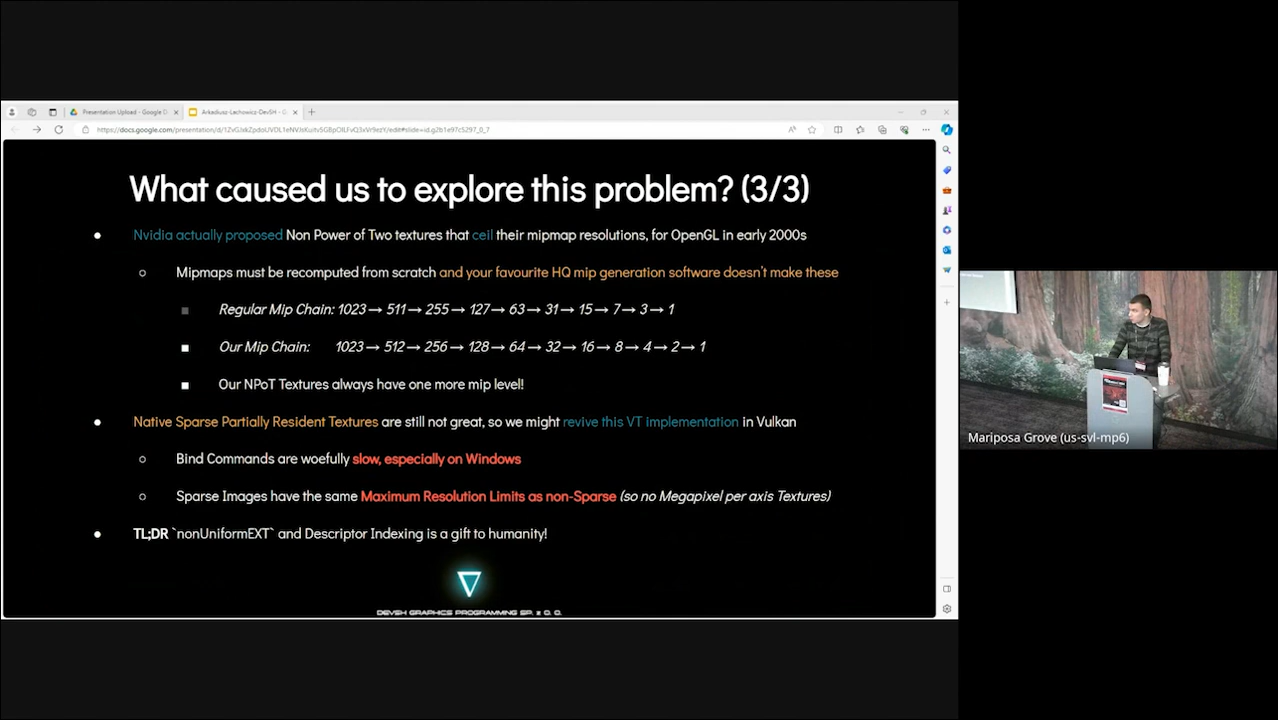 Presentation Upload - Google D
Arkadiusz-Lachowicz-DevSH - G
What caused us to explore this problem? (3/3)
Nvidia actually proposed Non Power of Two textures that ceil their mipmap resolutions, for OpenGL in early 2000s
Mipmaps must be recomputed from scratch and your favourite HQ mip generation software doesn't make these
Regular Mip Chain: 1023→ 511→ 255→ 127→ 63→ 31→ 15→ 7→ 3→ 1
Our Mip Chain: 1023→ 512→ 256→ 128→ 64→ 32→ 16→ 8→ 4→ 2→ 1
Our NPoT Textures always have one more mip level!
Native Sparse Partially Resident Textures are still not great, so we might revive this VT implementation in Vulkan
Bind Commands are woefully slow, especially on Windows
Sparse Images have the same Maximum Resolution Limits as non-Sparse (so no Megapixel per axis Textures)
TL;DR `nonUniformEXT` and Descriptor Indexing is a gift to humanity!
DEVSH GRAPHICS PROGRAMMING SP. z O. O.
Mariposa Grove (us-svl-mp6)